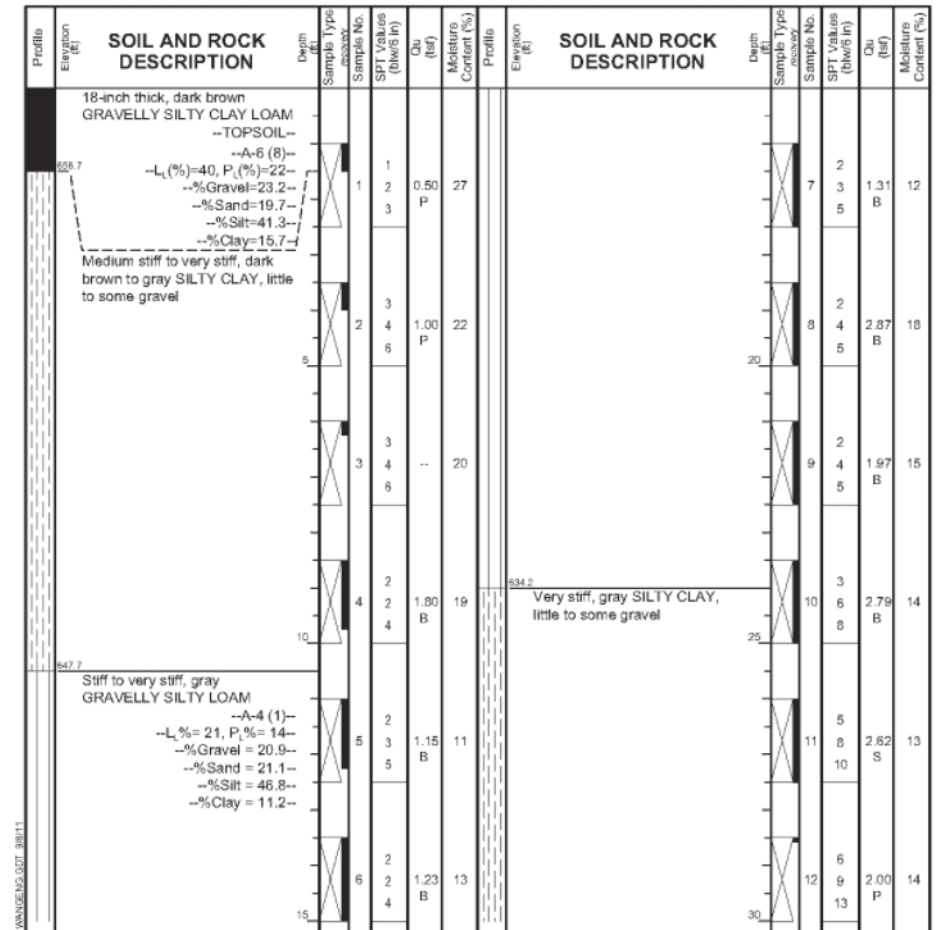 Profile
Elevation
(ft)
SOIL AND ROCK
DESCRIPTION
Depth
(ft)
Sample Type
recovery
Sample No.
SPT Values
(blw/6 in)
Qu
(tsf)
Moisture
Content (%)
18-inch thick, dark brown
GRAVELLY SILTY CLAY LOAM
--TOPSOIL--
--A-6 (8)--
656.7
--L_L(%)=40, P_L(%)=22--
--%Gravel=23.2--
--%Sand=19.7--
--%Silt=41.3--
--%Clay=15.7--
1
1
2
3
0.50
P
27
Medium stiff to very stiff, dark
brown to gray SILTY CLAY, little
to some gravel
2
3
4
6
1.00
P
22
5
3
3
4
6
--
20
4
2
2
4
1.80
B
19
10
647.7
Stiff to very stiff, gray
GRAVELLY SILTY LOAM
--A-4 (1)--
--L_L%= 21, P_L%= 14--
--%Gravel = 20.9--
--%Sand = 21.1--
--%Silt = 46.8--
--%Clay = 11.2--
5
2
3
5
1.15
B
11
6
2
2
4
1.23
B
13
15
WANGENG.GDT 9/8/11
Profile
Elevation
(ft)
SOIL AND ROCK
DESCRIPTION
Depth
(ft)
Sample Type
recovery
Sample No.
SPT Values
(blw/6 in)
Qu
(tsf)
Moisture
Content (%)
7
2
3
5
1.31
B
12
8
2
4
5
2.87
B
18
20
9
2
4
5
1.97
B
15
634.2
Very stiff, gray SILTY CLAY,
little to some gravel
10
3
6
8
2.79
B
14
25
11
5
8
10
2.62
S
13
12
6
9
13
2.00
P
14
30